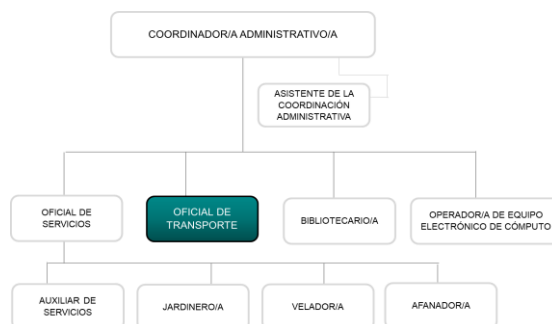 COORDINADOR/A ADMINISTRATIVO/A
ASISTENTE DE LA
COORDINACIÓN
ADMINISTRATIVA
OFICIAL DE
SERVICIOS
OFICIAL DE
TRANSPORTE
BIBLIOTECARIO/A
OPERADOR/A DE EQUIPO
ELECTRÓNICO DE CÓMPUTO
AUXILIAR DE
SERVICIOS
JARDINERO/A
VELADOR/A
AFANADOR/A